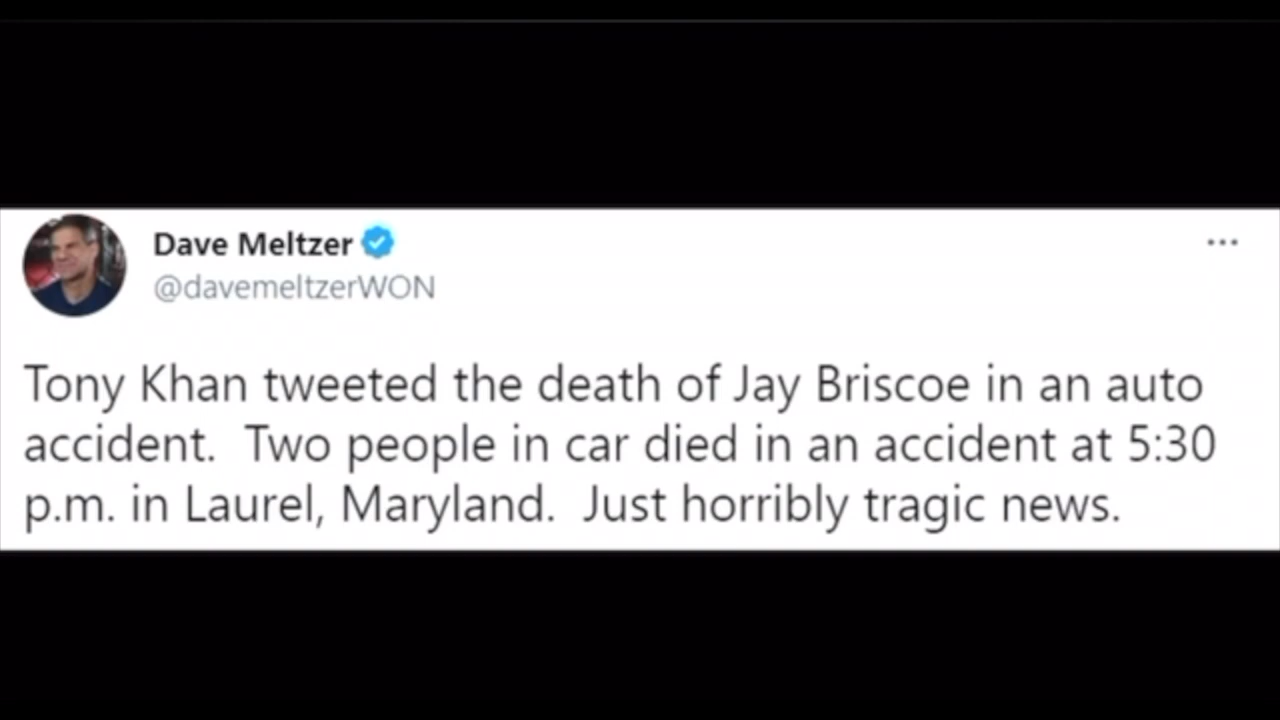 Dave Meltzer
@davemeltzerWON
Tony Khan tweeted the death of Jay Briscoe in an auto
accident.  Two people in car died in an accident at 5:30
p.m. in Laurel, Maryland.  Just horribly tragic news.